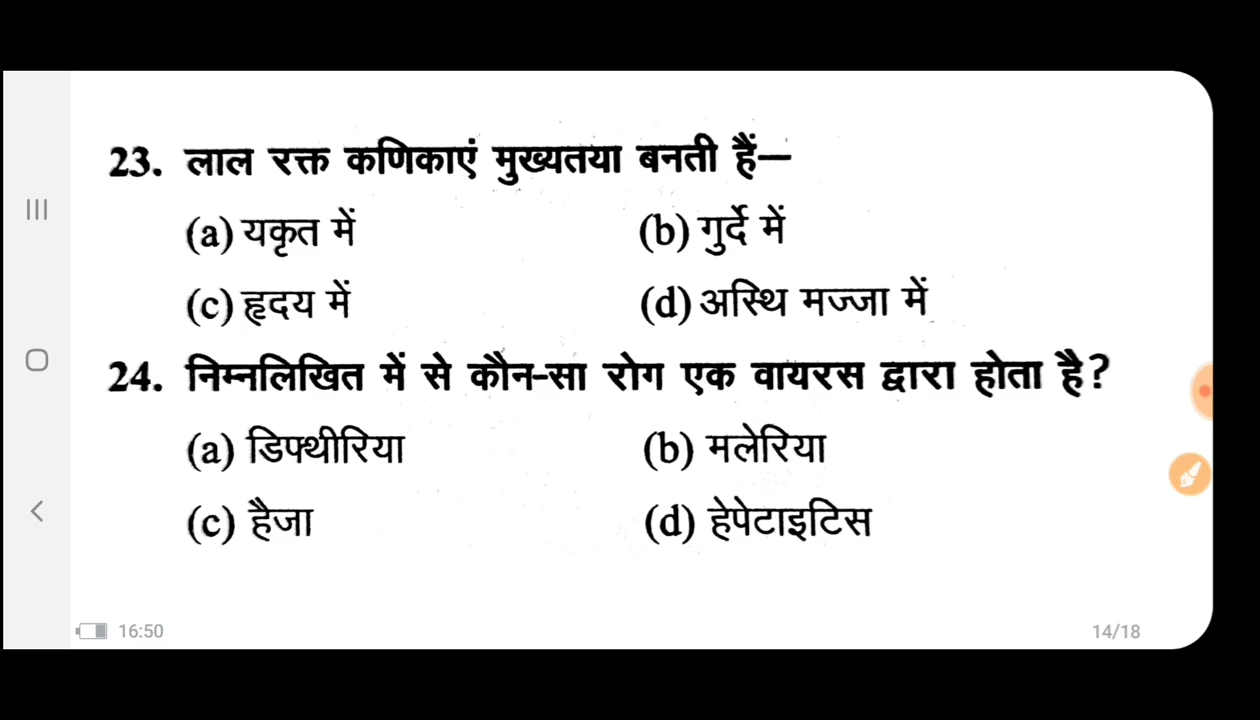 23. लाल रक्त कणिकाएं मुख्यतया बनती हैं—
(a) यकृत में (b) गुर्दे में
(c) हृदय में (d) अस्थि मज्जा में
24. निम्नलिखित में से कौन-सा रोग एक वायरस द्वारा होता है?
(a) डिफ्थीरिया (b) मलेरिया
(c) हैजा (d) हेपेटाइटिस
16:50 14/18